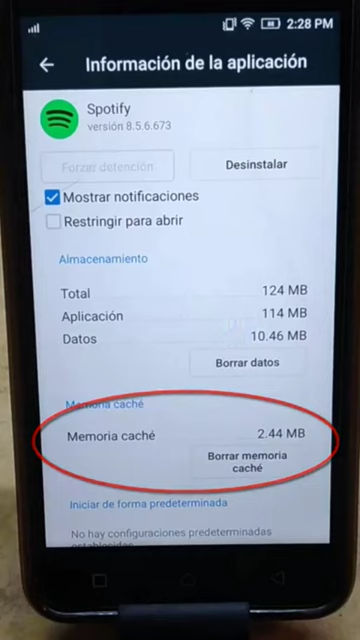 2:28 PM
Información de la aplicación
Spotify
versión 8.5.6.673
Forzar detención
Desinstalar
Mostrar notificaciones
Restringir para abrir
Almacenamiento
Total 124 MB
Aplicación 114 MB
Datos 10.46 MB
Borrar datos
Memoria caché
Memoria caché 2.44 MB
Borrar memoria
caché
Iniciar de forma predeterminada
No hay configuraciones predeterminadas
establecidas